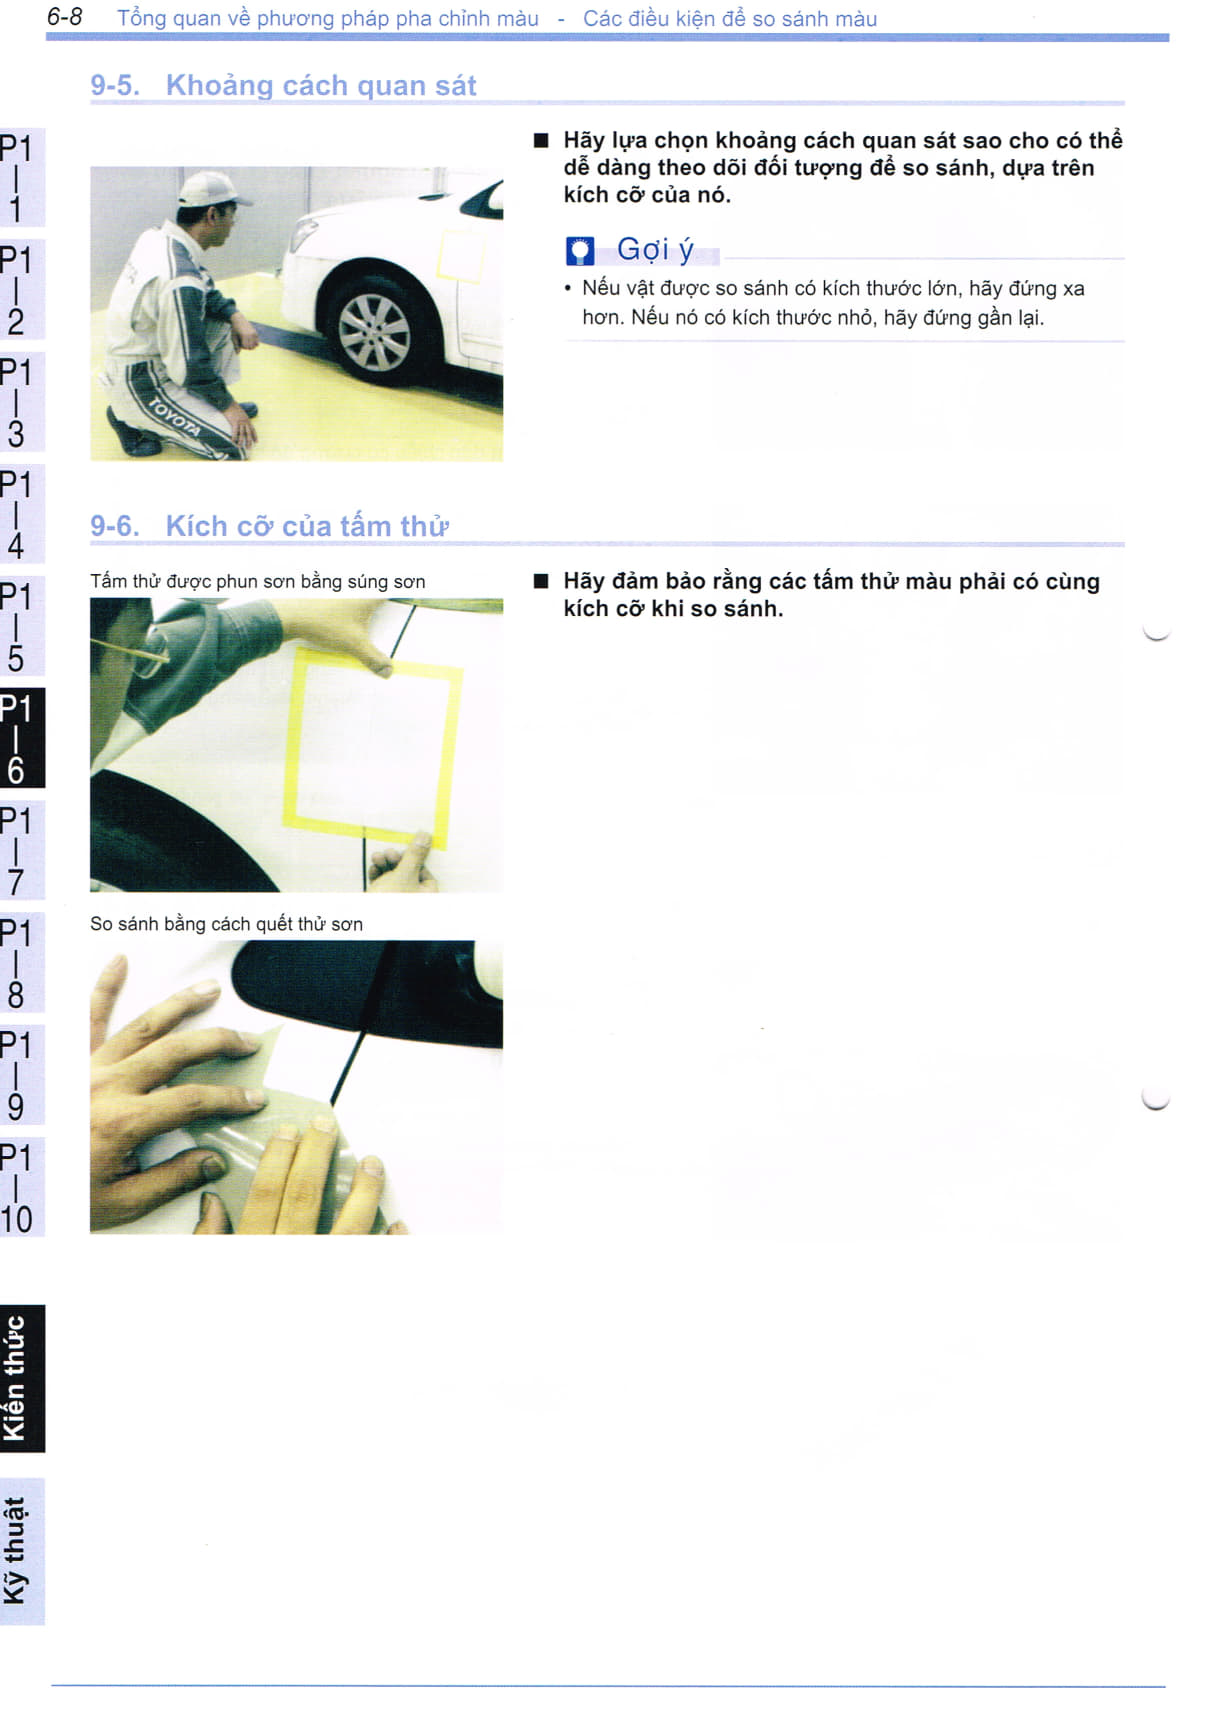 6-8 Tổng quan về phương pháp pha chỉnh màu - Các điều kiện để so sánh màu
9-5. Khoảng cách quan sát
■ Hãy lựa chọn khoảng cách quan sát sao cho có thể
dễ dàng theo dõi đối tượng để so sánh, dựa trên
kích cỡ của nó.
Gợi ý
• Nếu vật được so sánh có kích thước lớn, hãy đứng xa
hơn. Nếu nó có kích thước nhỏ, hãy đứng gần lại.
TOYOTA
TOYOTA
9-6. Kích cỡ của tấm thử
Tấm thử được phun sơn bằng súng sơn
■ Hãy đảm bảo rằng các tấm thử màu phải có cùng
kích cỡ khi so sánh.
So sánh bằng cách quết thử sơn
P1
1
P1
2
P1
3
P1
4
P1
5
P1
6
P1
7
P1
8
P1
9
P1
10
Kiến thức
Kỹ thuật